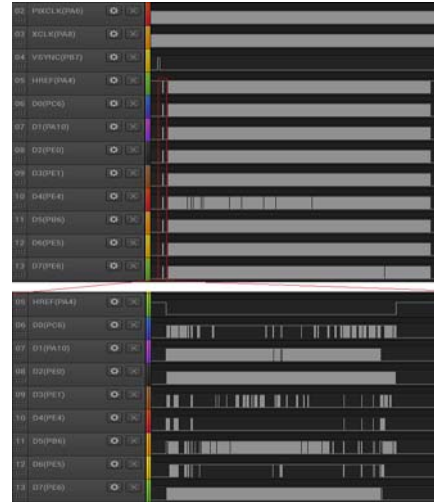 02 PIXCLK(PA6)
03 XCLK(PA8)
04 VSYNC(PB7)
05 HREF(PA4)
06 D0(PC6)
07 D1(PA10)
08 D2(PE0)
09 D3(PE1)
10 D4(PE4)
11 D5(PB6)
12 D6(PE5)
13 D7(PE6)
05 HREF(PA4)
06 D0(PC6)
07 D1(PA10)
08 D2(PE0)
09 D3(PE1)
10 D4(PE4)
11 D5(PB6)
12 D6(PE5)
13 D7(PE6)